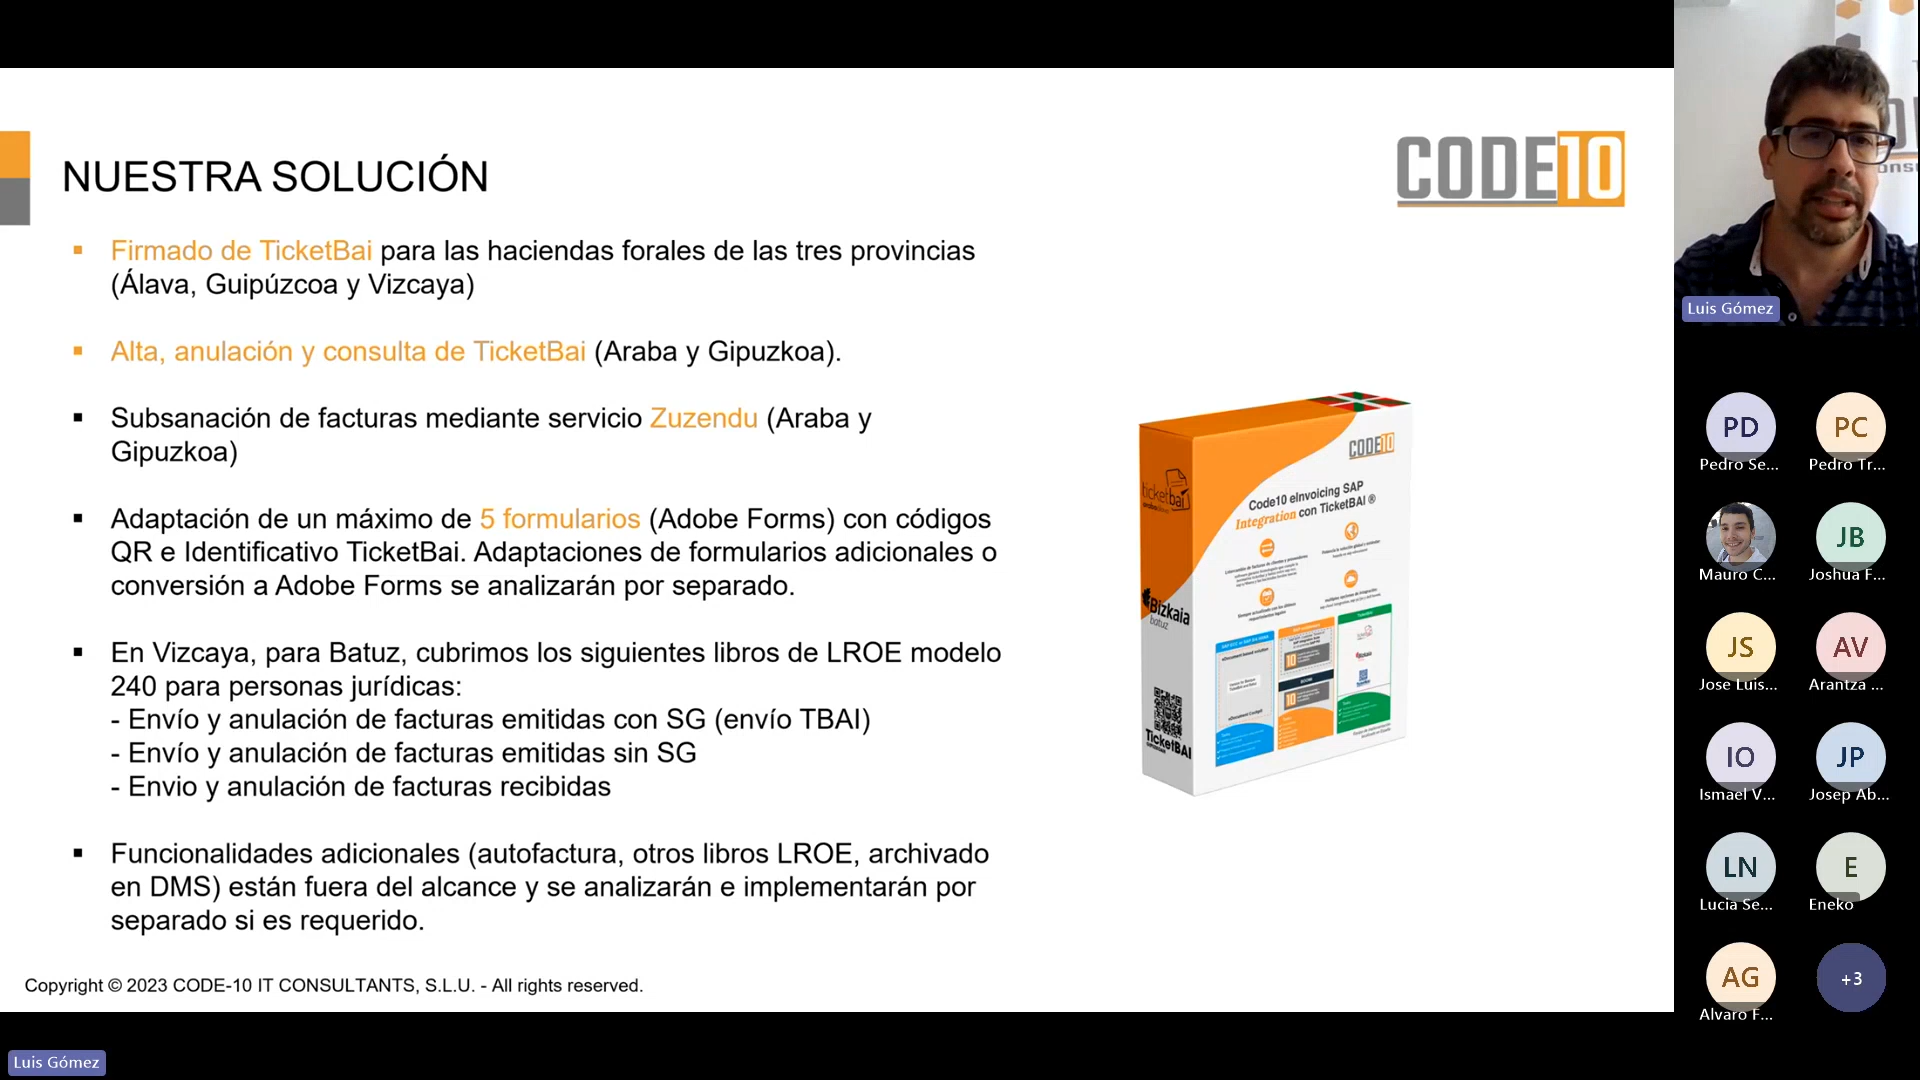 NUESTRA SOLUCIÓN
CODE10
Firmado de TicketBai para las haciendas forales de las tres provincias
(Álava, Guipúzcoa y Vizcaya)
Alta, anulación y consulta de TicketBai (Araba y Gipuzkoa).
Subsanación de facturas mediante servicio Zuzendu (Araba y
Gipuzkoa)
Adaptación de un máximo de 5 formularios (Adobe Forms) con códigos
QR e Identificativo TicketBai. Adaptaciones de formularios adicionales o
conversión a Adobe Forms se analizarán por separado.
En Vizcaya, para Batuz, cubrimos los siguientes libros de LROE modelo
240 para personas jurídicas:
- Envío y anulación de facturas emitidas con SG (envío TBAI)
- Envío y anulación de facturas emitidas sin SG
- Envio y anulación de facturas recibidas
Funcionalidades adicionales (autofactura, otros libros LROE, archivado
en DMS) están fuera del alcance y se analizarán e implementarán por
separado si es requerido.
CODE10
Code10 eInvoicing SAP
Integration con TicketBAI ®
ticketbai
Bizkaia
batuz
TicketBAI
Copyright © 2023 CODE-10 IT CONSULTANTS, S.L.U. - All rights reserved.
Luis Gómez
Luis Gómez
PD
PC
Pedro Se...
Pedro Tr...
JB
Mauro C...
Joshua F...
JS
AV
Jose Luis...
Arantza ...
IO
JP
Ismael V...
Josep Ab...
LN
E
Lucia Se...
Eneko
AG
+3
Alvaro F...